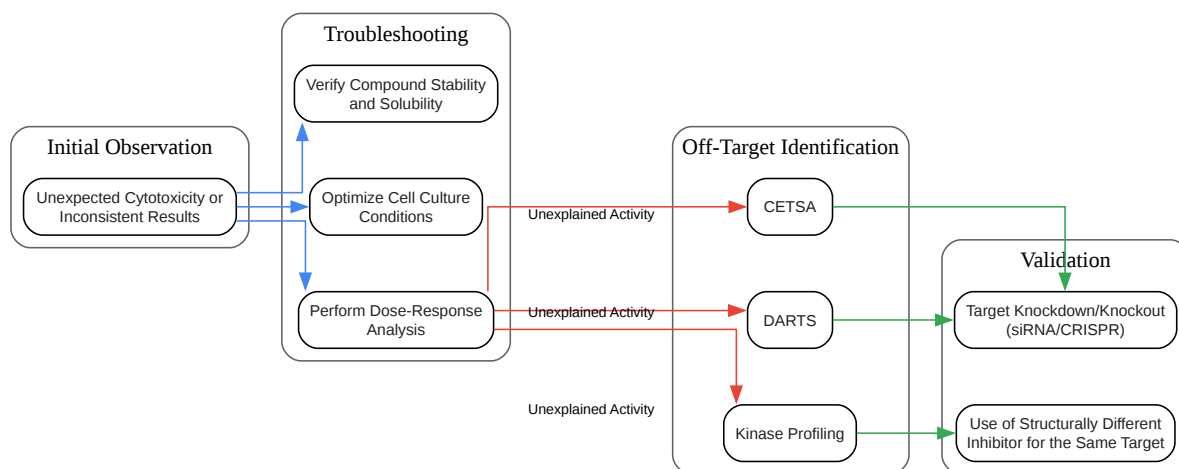 Troubleshooting
Verify Compound Stability
and Solubility
Initial Observation
Unexpected Cytotoxicity or
Inconsistent Results
Optimize Cell Culture
Conditions
Perform Dose-Response
Analysis
Unexplained Activity
Unexplained Activity
Unexplained Activity
Off-Target Identification
CETSA
DARTS
Kinase Profiling
Validation
Target Knockdown/Knockout
(siRNA/CRISPR)
Use of Structurally Different
Inhibitor for the Same Target